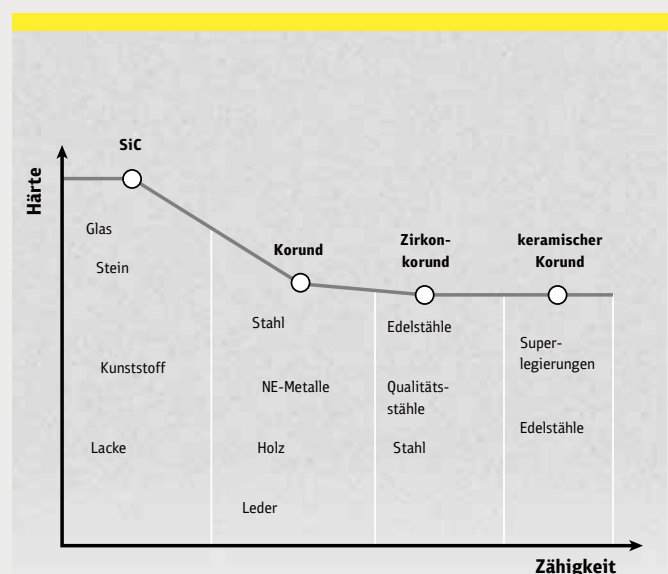 SiC
Härte
Glas
Stein
Kunststoff
Lacke
Korund
Stahl
NE-Metalle
Holz
Leder
Zirkon-
korund
Edelstähle
Qualitäts-
stähle
Stahl
keramischer
Korund
Super-
legierungen
Edelstähle
Zähigkeit